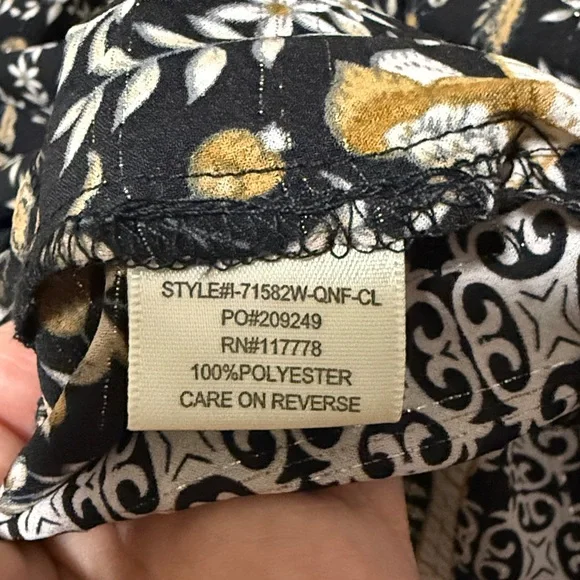 STYLE#I-71582W-QNF-CL
PO#209249
RN#117778
100%POLYESTER
CARE ON REVERSE